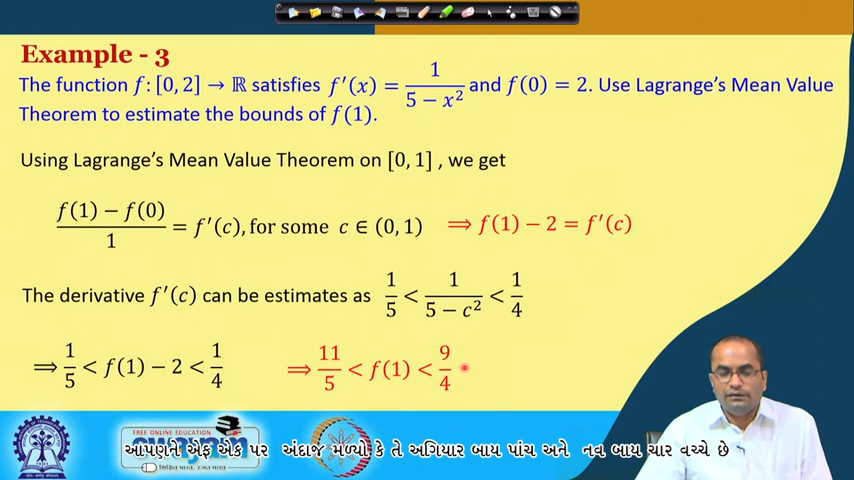 Example - 3
The function f: [0, 2] → ℝ satisfies f′(x) = 1/(5 − x²) and f(0) = 2. Use Lagrange's Mean Value
Theorem to estimate the bounds of f(1).
Using Lagrange's Mean Value Theorem on [0, 1] , we get
(f(1) − f(0))/1 = f′(c), for some c ∈ (0, 1) ⟹ f(1) − 2 = f′(c)
The derivative f′(c) can be estimates as 1/5 < 1/(5 − c²) < 1/4
⟹ 1/5 < f(1) − 2 < 1/4 ⟹ 11/5 < f(1) < 9/4
FREE ONLINE EDUCATION
swayam
આપણને એફ એક પર અંદાજ મળ્યો કે તે અગિયાર બાય પાંચ અને નવ બાય ચાર વચ્ચે છે